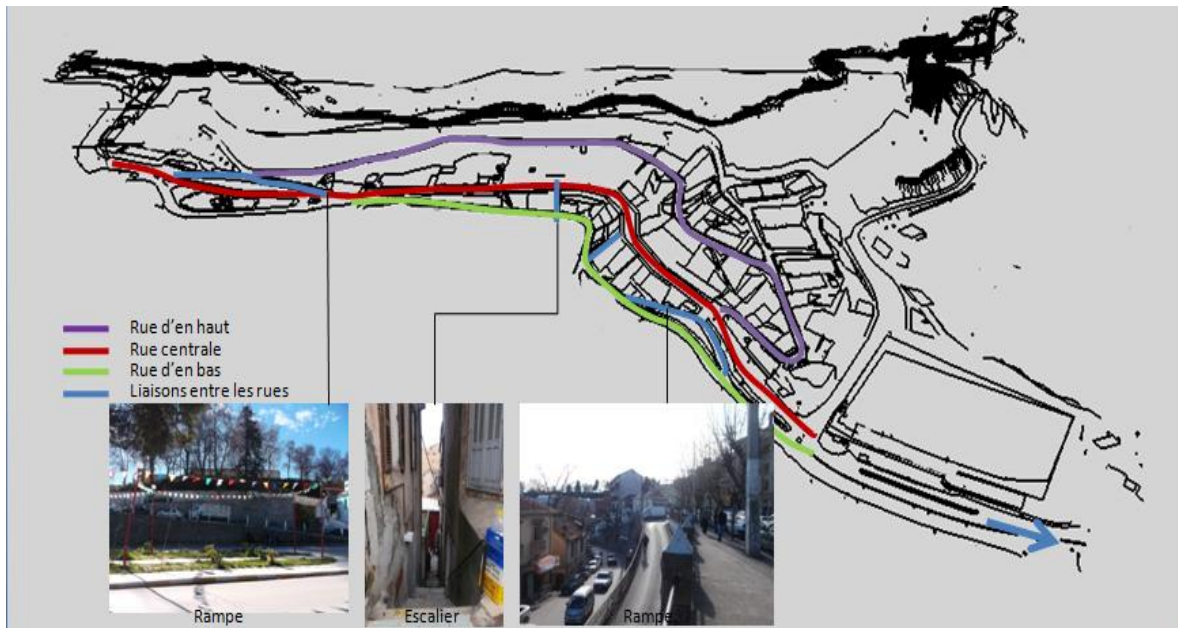 Rue d'en haut
Rue centrale
Rue d'en bas
Liaisons entre les rues
Rampe
Escalier
Rampe